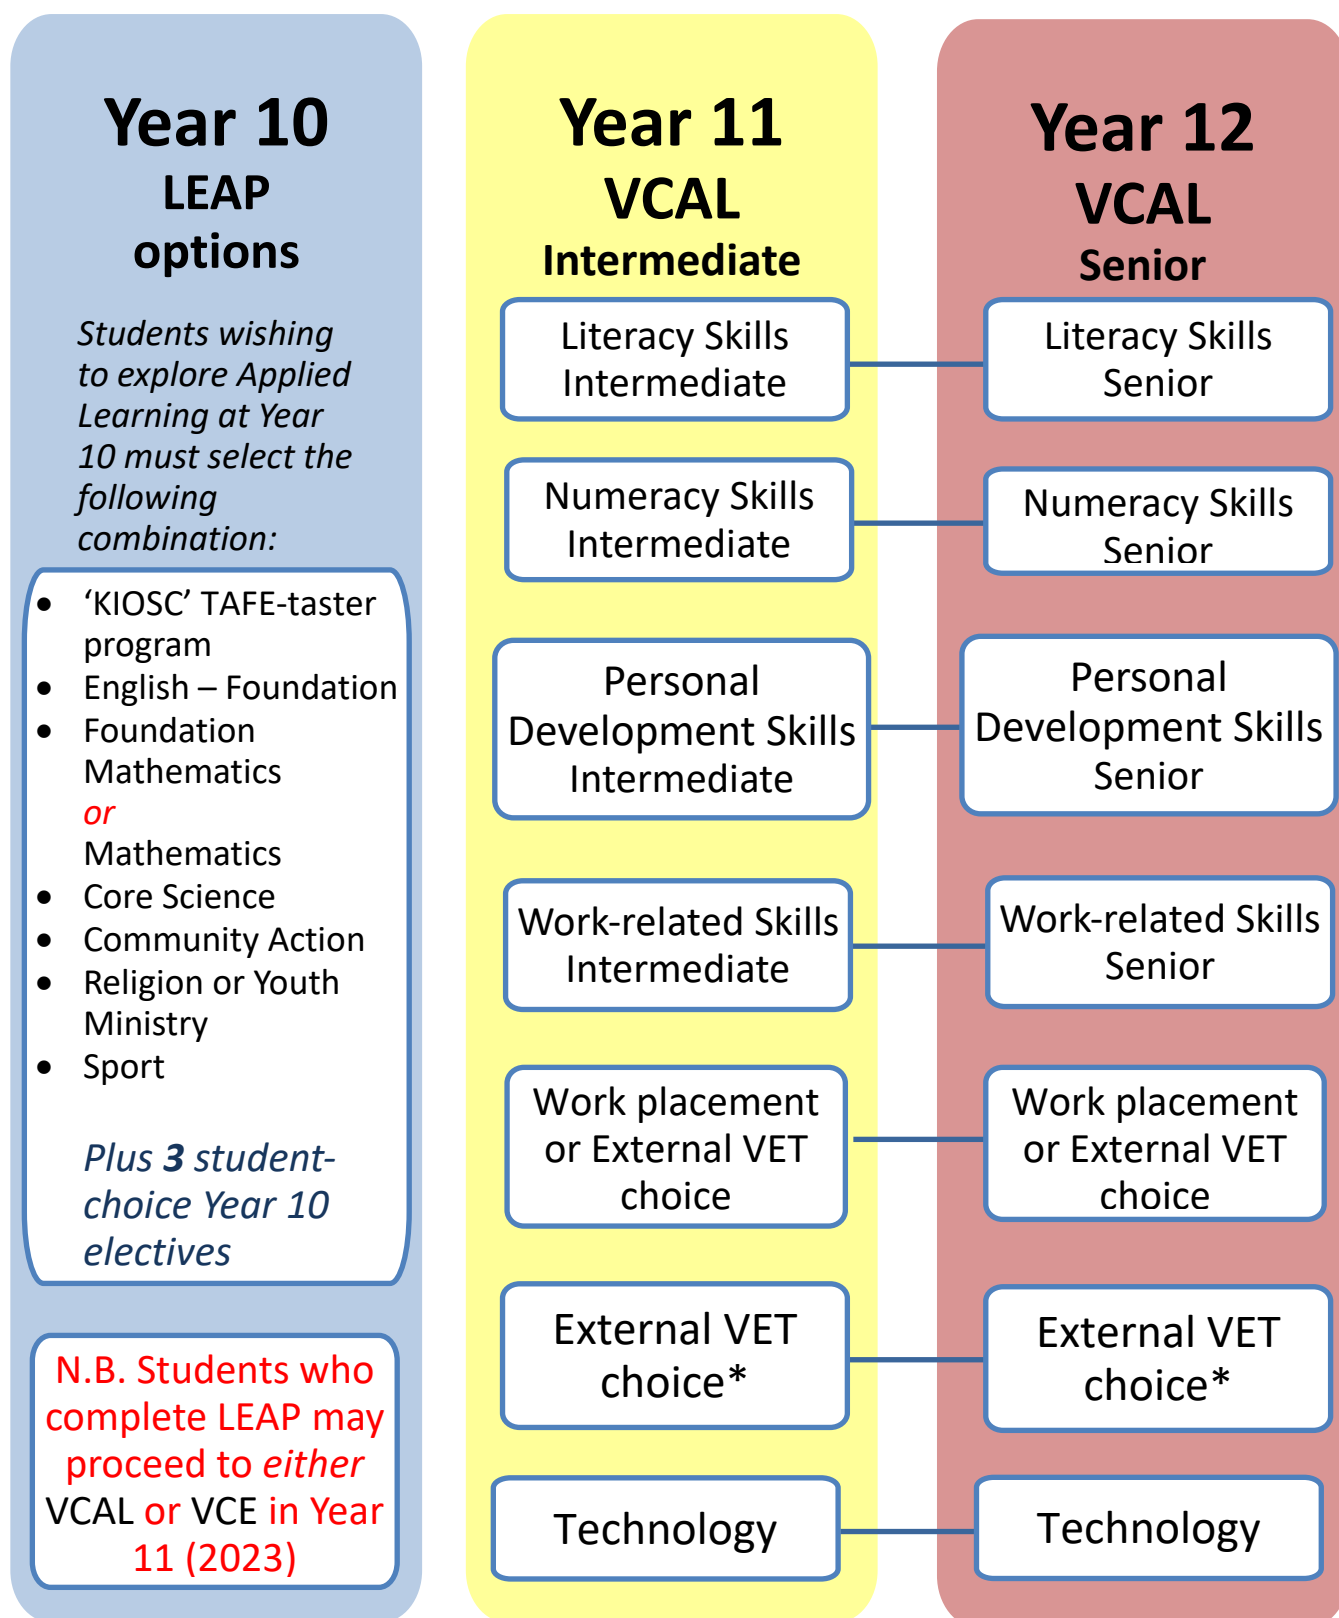 Year 10
LEAP
options
Students wishing
to explore Applied
Learning at Year
10 must select the
following
combination:
• ‘KIOSC’ TAFE-taster
program
• English – Foundation
• Foundation
Mathematics
or
Mathematics
• Core Science
• Community Action
• Religion or Youth
Ministry
• Sport
Plus 3 student-
choice Year 10
electives
N.B. Students who
complete LEAP may
proceed to either
VCAL or VCE in Year
11 (2023)
Year 11
VCAL
Intermediate
Literacy Skills
Intermediate
Numeracy Skills
Intermediate
Personal
Development Skills
Intermediate
Work-related Skills
Intermediate
Work placement
or External VET
choice
External VET
choice*
Technology
Year 12
VCAL
Senior
Literacy Skills
Senior
Numeracy Skills
Senior
Personal
Development Skills
Senior
Work-related Skills
Senior
Work placement
or External VET
choice
External VET
choice*
Technology